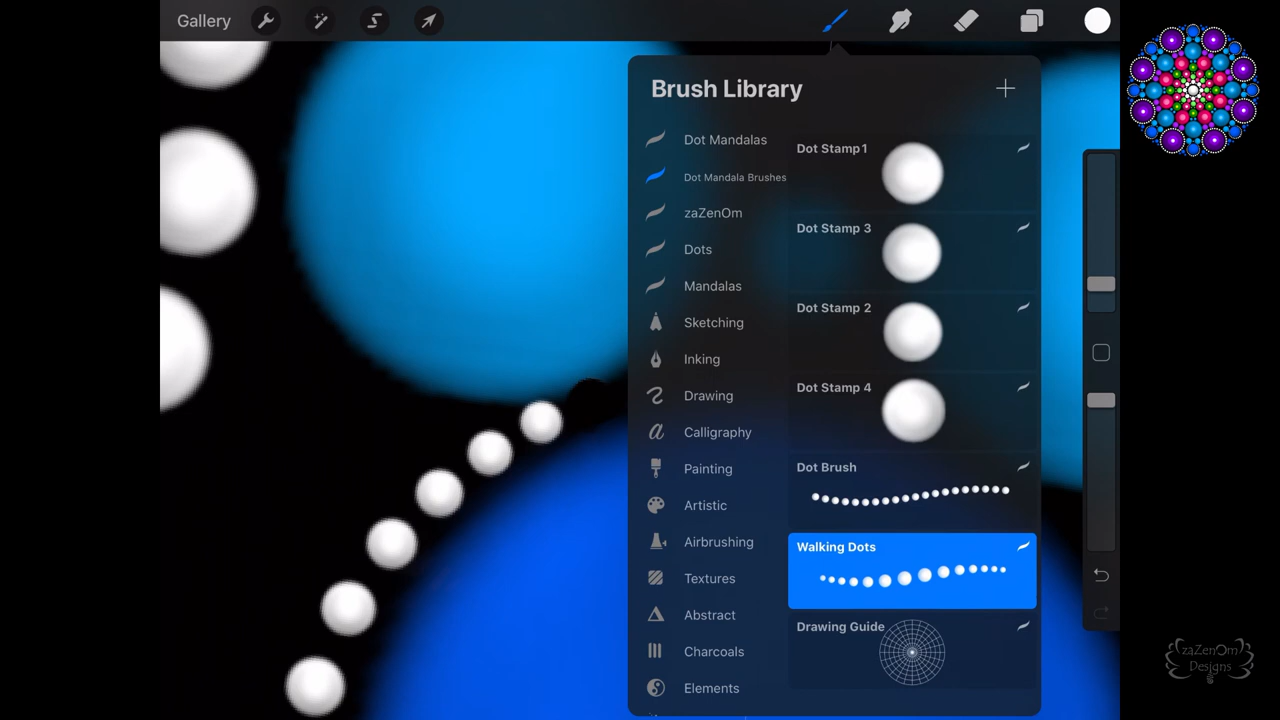 Gallery
Brush Library
Dot Mandalas
Dot Mandala Brushes
zaZenOm
Dots
Mandalas
Sketching
Inking
Drawing
Calligraphy
Painting
Artistic
Airbrushing
Textures
Abstract
Charcoals
Elements
Dot Stamp1
Dot Stamp 3
Dot Stamp 2
Dot Stamp 4
Dot Brush
Walking Dots
Drawing Guide
zaZenOm
Designs